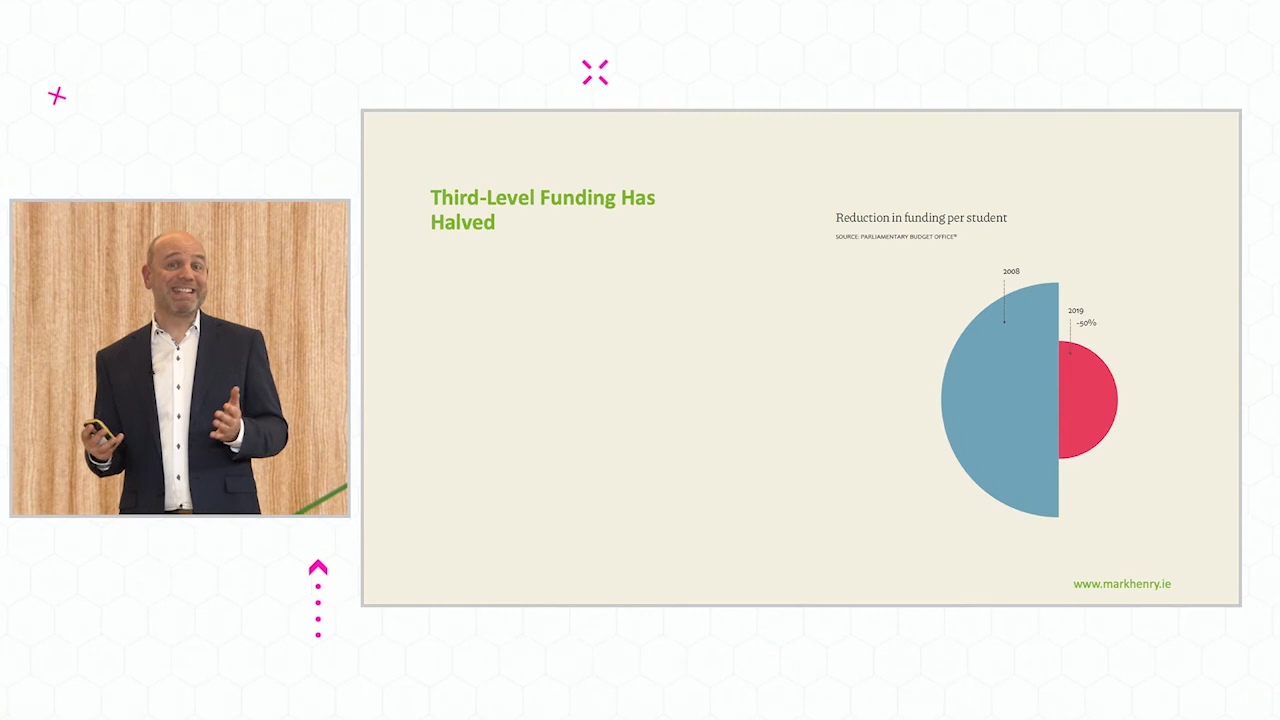 Third-Level Funding Has
Halved
Reduction in funding per student
SOURCE: PARLIAMENTARY BUDGET OFFICE
2008
2019
-50%
www.markhenry.ie